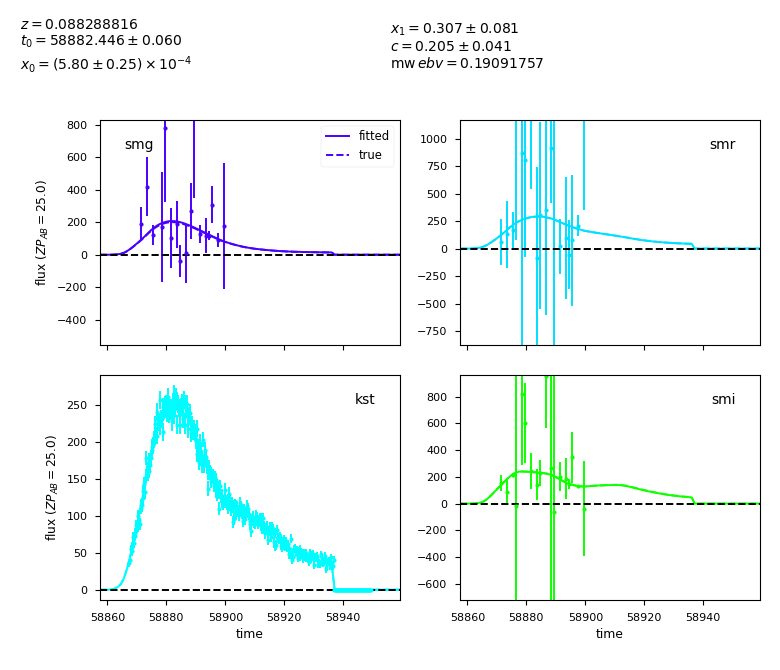 z = 0.088288816
t₀ = 58882.446 ± 0.060
x₀ = (5.80 ± 0.25) × 10⁻⁴
x₁ = 0.307 ± 0.081
c = 0.205 ± 0.041
mw ebv = 0.19091757
smg
fitted
true
800
600
400
200
0
−200
−400
flux (ZP_AB = 25.0)
smr
1000
750
500
250
0
−250
−500
−750
kst
250
200
150
100
50
0
flux (ZP_AB = 25.0)
58860 58880 58900 58920 58940
time
smi
800
600
400
200
0
−200
−400
−600
58860 58880 58900 58920 58940
time